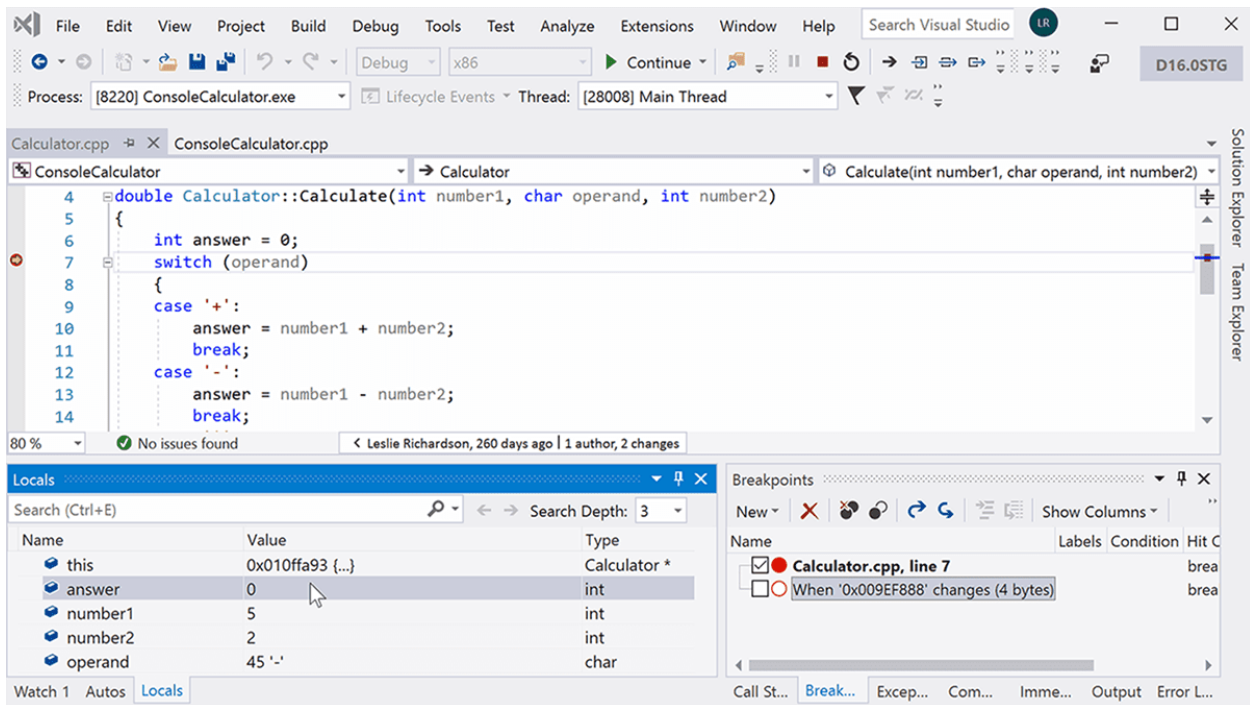 File Edit View Project Build Debug Tools Test Analyze Extensions Window Help Search Visual Studio LR
Debug x86 Continue D16.0STG
Process: [8220] ConsoleCalculator.exe Lifecycle Events Thread: [28008] Main Thread
Calculator.cpp ConsoleCalculator.cpp
ConsoleCalculator Calculator Calculate(int number1, char operand, int number2)
4 double Calculator::Calculate(int number1, char operand, int number2)
5 {
6 int answer = 0;
7 switch (operand)
8 {
9 case '+':
10 answer = number1 + number2;
11 break;
12 case '-':
13 answer = number1 - number2;
14 break;
80 % No issues found < Leslie Richardson, 260 days ago | 1 author, 2 changes
Solution Explorer
Team Explorer
Locals
Search (Ctrl+E) Search Depth: 3
Name Value Type
this 0x010ffa93 {...} Calculator *
answer 0 int
number1 5 int
number2 2 int
operand 45 '-' char
Watch 1 Autos Locals
Breakpoints
New Show Columns
Name Labels Condition Hit C
Calculator.cpp, line 7 brea
When '0x009EF888' changes (4 bytes) brea
Call St... Break... Excep... Com... Imme... Output Error L...